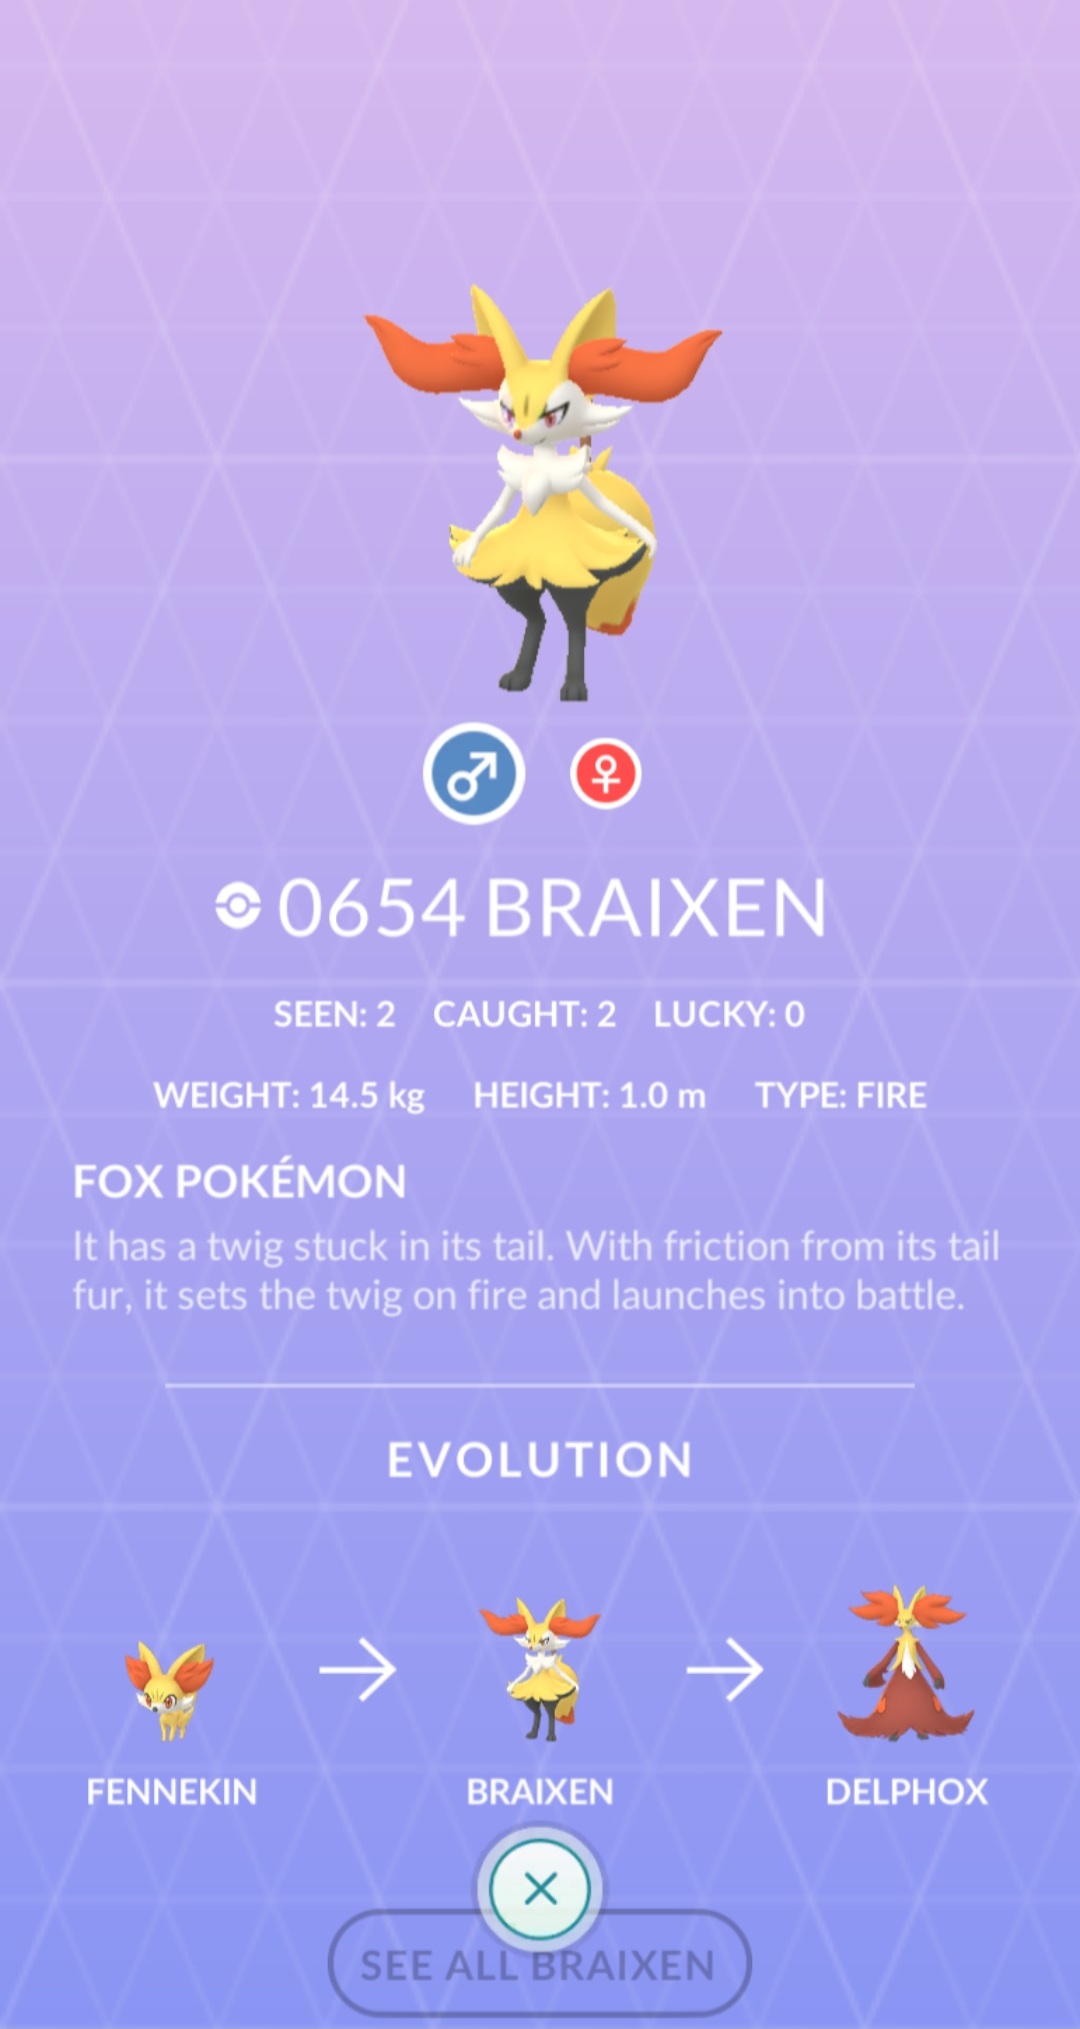 0654 BRAIXEN
SEEN: 2 CAUGHT: 2 LUCKY: 0
WEIGHT: 14.5 kg HEIGHT: 1.0 m TYPE: FIRE
FOX POKÉMON
It has a twig stuck in its tail. With friction from its tail
fur, it sets the twig on fire and launches into battle.
EVOLUTION
FENNEKIN BRAIXEN DELPHOX
SEE ALL BRAIXEN